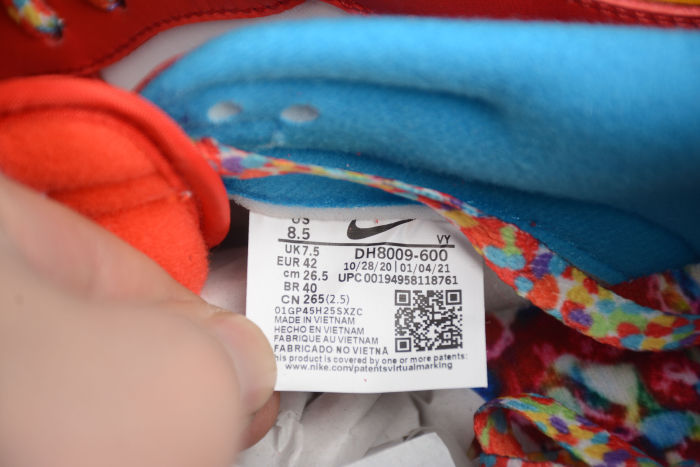 US
8.5
VY
UK 7.5
DH8009-600
EUR 42
10/28/20 | 01/04/21
cm 26.5
UPC 00194958118761
BR 40
CN 265 (2.5)
01GP45H25SXZC
MADE IN VIETNAM
HECHO EN VIETNAM
FABRIQUE AU VIETNAM
FABRICADO NO VIETNÃ
this product is covered by one or more patents:
www.nike.com/patentsvirtualmarking